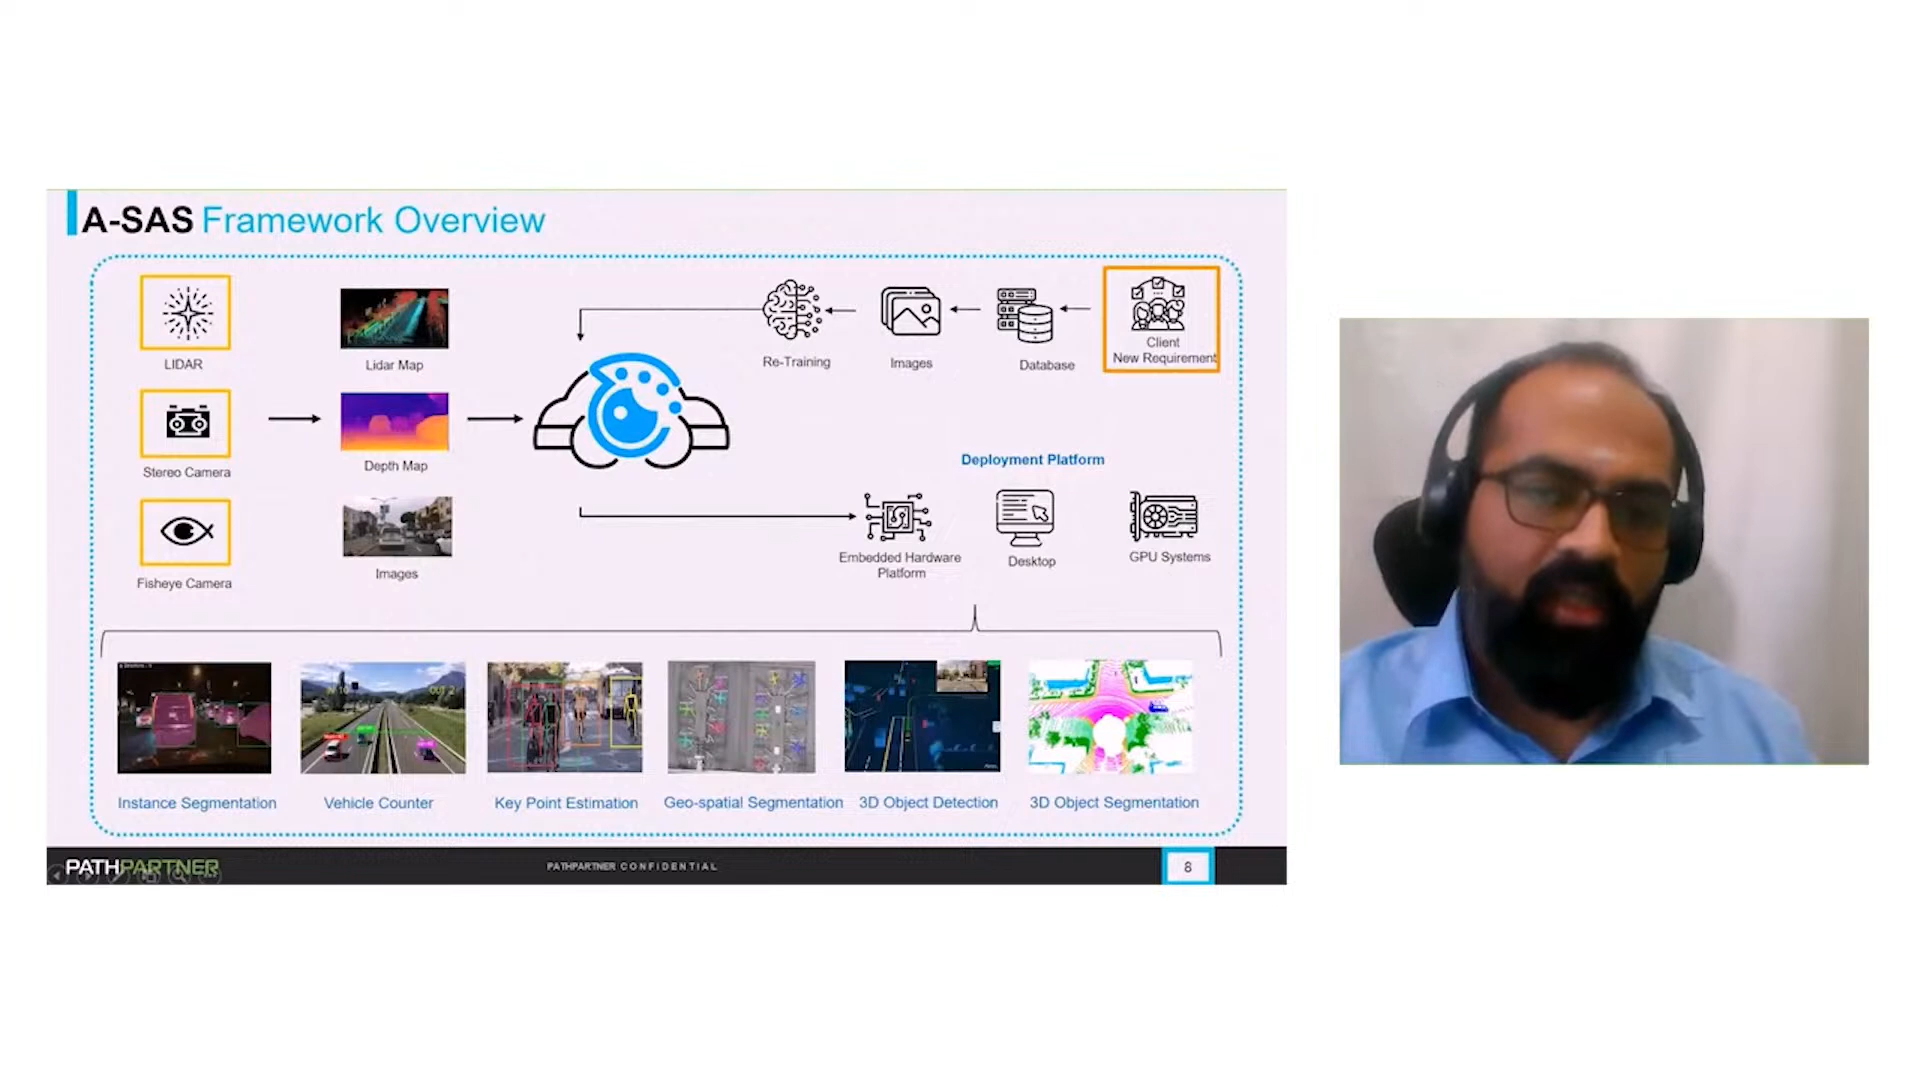 A-SAS Framework Overview
LIDAR
Lidar Map
Re-Training
Images
Database
Client
New Requirement
Stereo Camera
Depth Map
Deployment Platform
Fisheye Camera
Images
Embedded Hardware
Platform
Desktop
GPU Systems
Instance Segmentation
Vehicle Counter
Key Point Estimation
Geo-spatial Segmentation
3D Object Detection
3D Object Segmentation
PATHPARTNER
PATHPARTNER CONFIDENTIAL
8